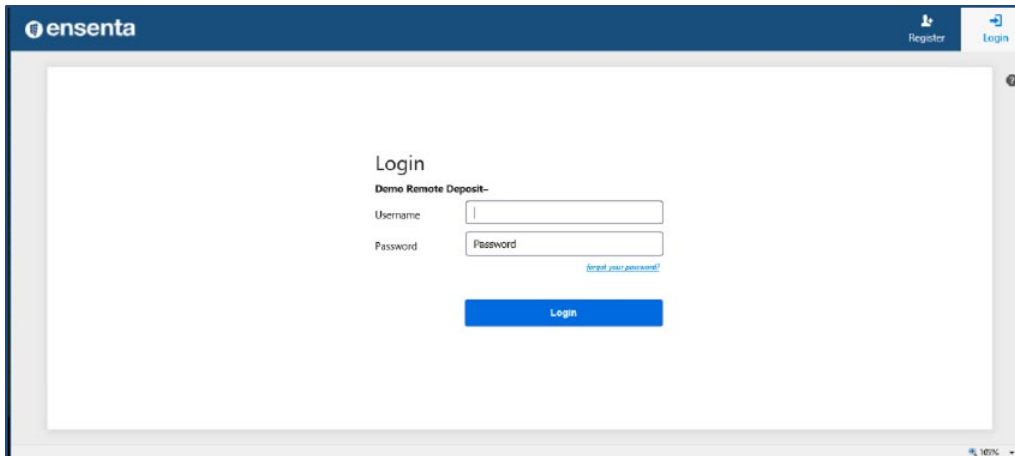 ensenta
Register
Login
?
Login
Demo Remote Deposit–
Username
Password
Password
forgot your password?
Login